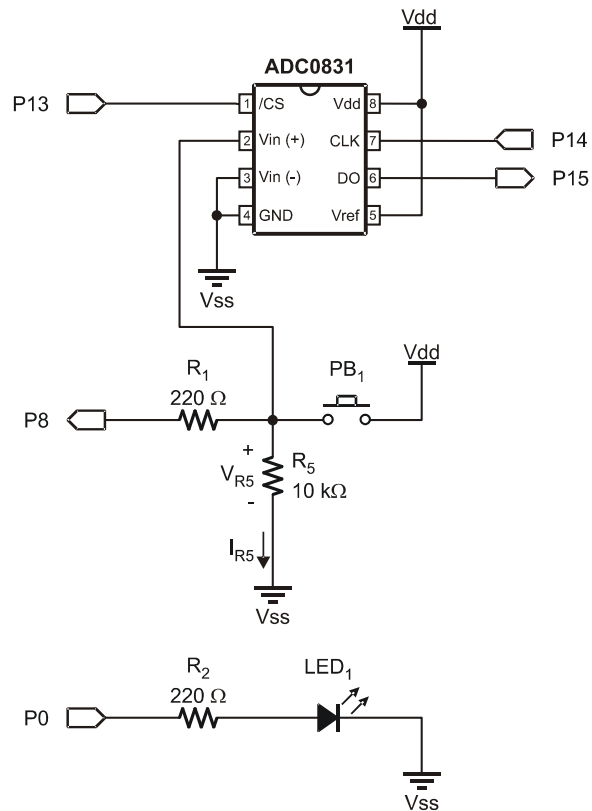 Vdd
ADC0831
P13
1 /CS Vdd 8
2 Vin (+) CLK 7
P14
3 Vin (-) DO 6
P15
4 GND Vref 5
Vss
R1
220 Ω
PB1
Vdd
P8
+
VR5
-
R5
10 kΩ
IR5
Vss
R2
220 Ω
LED1
P0
Vss